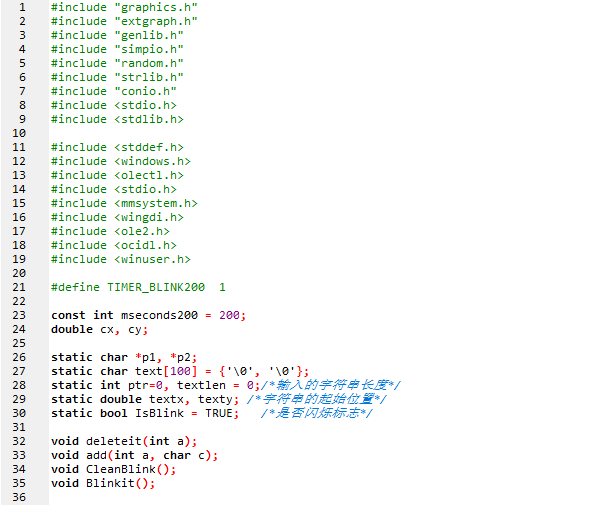 1 #include "graphics.h"
2 #include "extgraph.h"
3 #include "genlib.h"
4 #include "simpio.h"
5 #include "random.h"
6 #include "strlib.h"
7 #include "conio.h"
8 #include <stdio.h>
9 #include <stdlib.h>
10
11 #include <stddef.h>
12 #include <windows.h>
13 #include <olectl.h>
14 #include <stdio.h>
15 #include <mmsystem.h>
16 #include <wingdi.h>
17 #include <ole2.h>
18 #include <ocidl.h>
19 #include <winuser.h>
20
21 #define TIMER_BLINK200  1
22
23 const int mseconds200 = 200;
24 double cx, cy;
25
26 static char *p1, *p2;
27 static char text[100] = {'\0', '\0'};
28 static int ptr=0, textlen = 0;/*输入的字符串长度*/
29 static double textx, texty; /*字符串的起始位置*/
30 static bool IsBlink = TRUE;   /*是否闪烁标志*/
31
32 void deleteit(int a);
33 void add(int a, char c);
34 void CleanBlink();
35 void Blinkit();
36